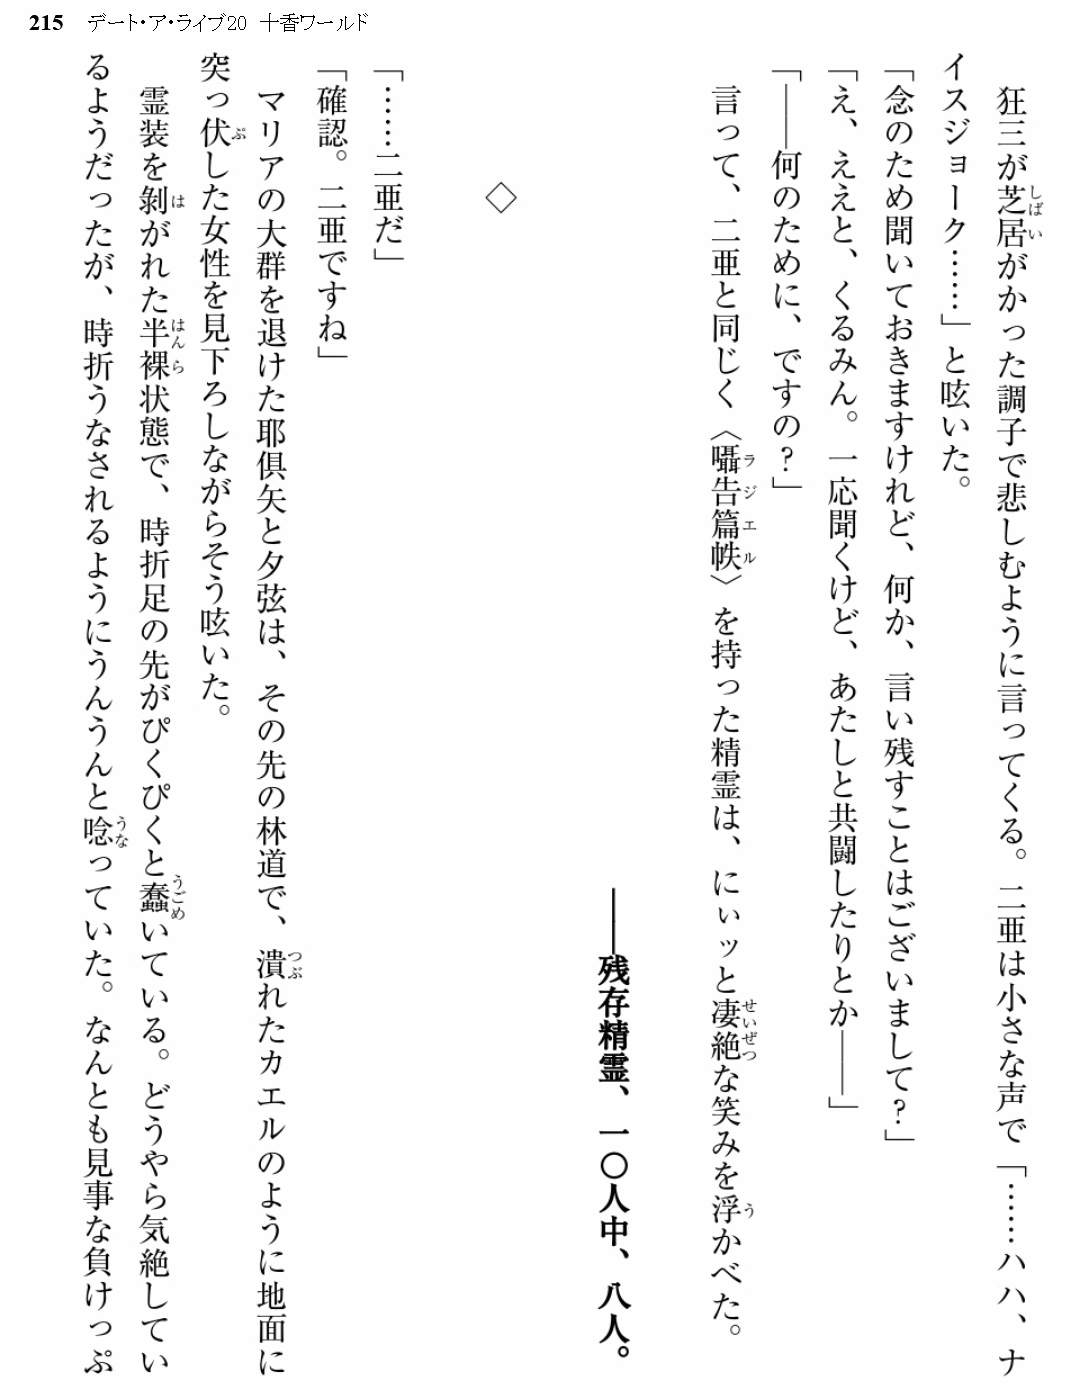 215 デート・ア・ライブ20 十香ワールド
狂三が芝居がかった調子で悲しむように言ってくる。二亜は小さな声で「……ハハ、ナ
イスジョーク……」と呟いた。
「念のため聞いておきますけれど、何か、言い残すことはございまして？」
「え、ええと、くるみん。一応聞くけど、あたしと共闘したりとか――」
「――何のために、ですの？」
言って、二亜と同じく〈囁告篇帙〉を持った精霊は、にぃッと凄絶な笑みを浮かべた。
――残存精霊、一〇人中、八人。
◇
「……二亜だ」
「確認。二亜ですね」
マリアの大群を退けた耶倶矢と夕弦は、その先の林道で、潰れたカエルのように地面に
突っ伏した女性を見下ろしながらそう呟いた。
霊装を剝がれた半裸状態で、時折足の先がぴくぴくと蠢いている。どうやら気絶してい
るようだったが、時折うなされるようにうんうんと唸っていた。なんとも見事な負けっぷ